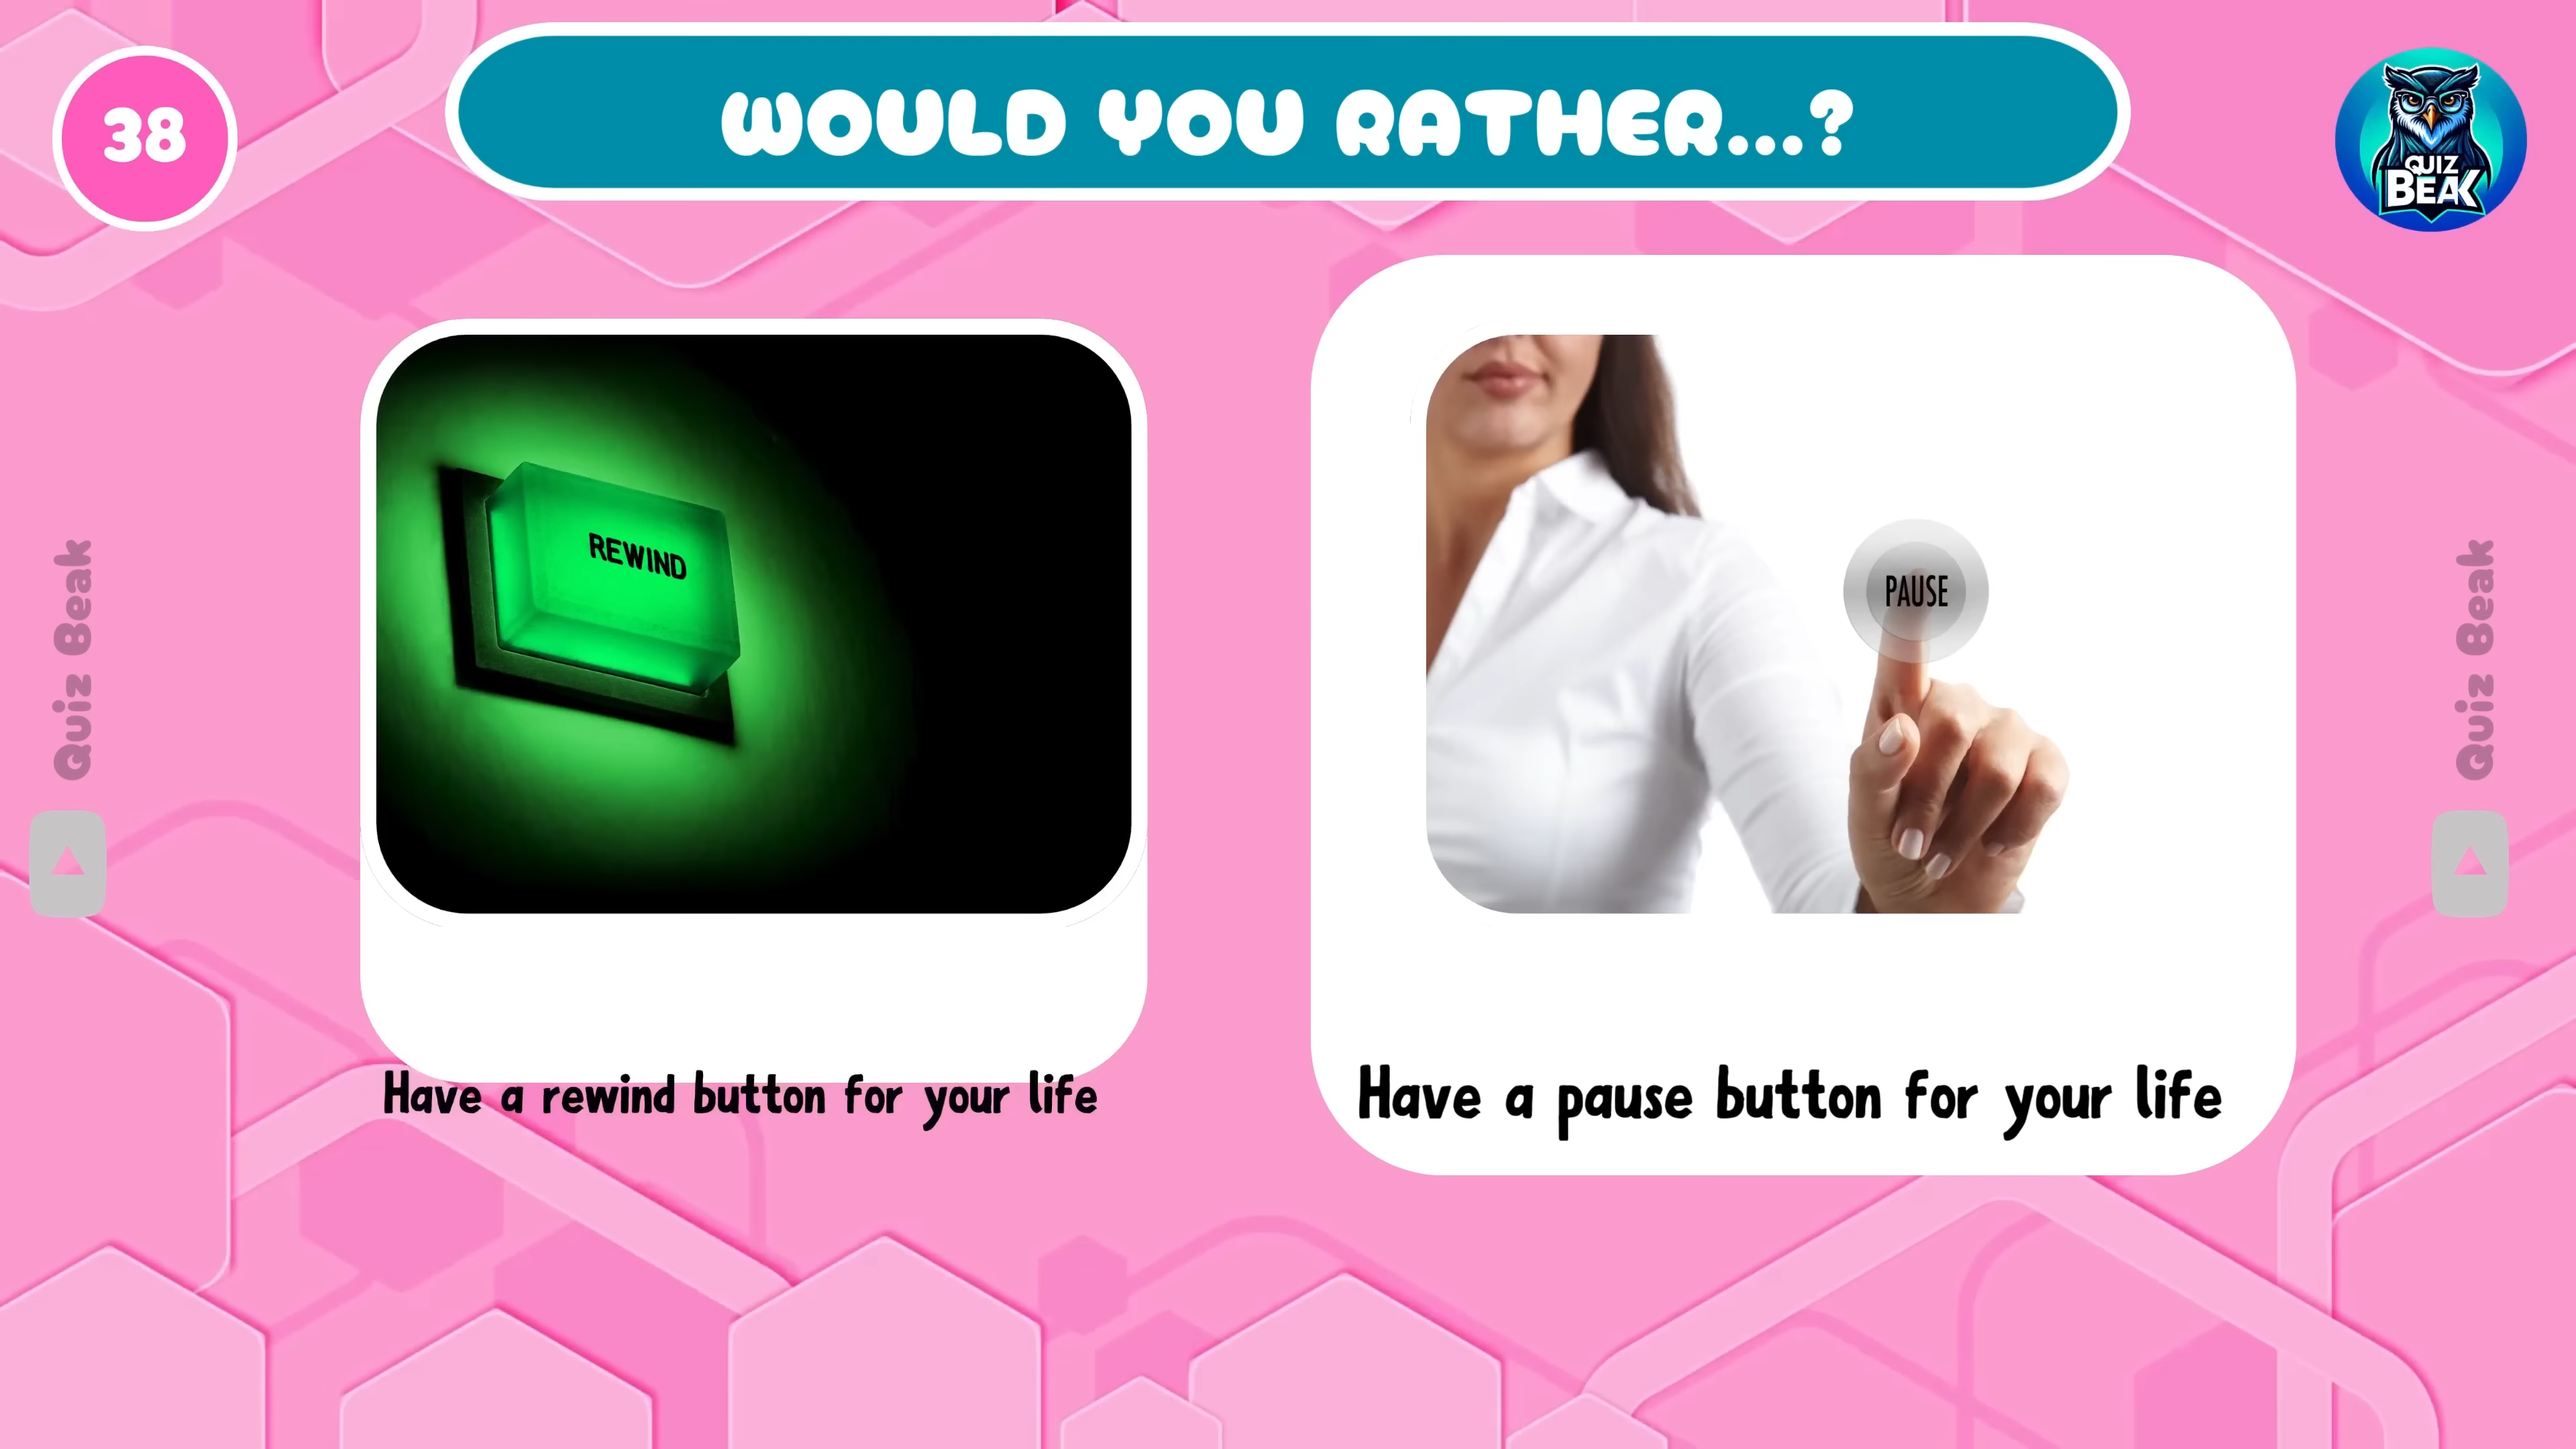 38
WOULD YOU RATHER...?
QUIZ
BEAK
REWIND
PAUSE
Quiz Beak
Quiz Beak
Have a rewind button for your life
Have a pause button for your life